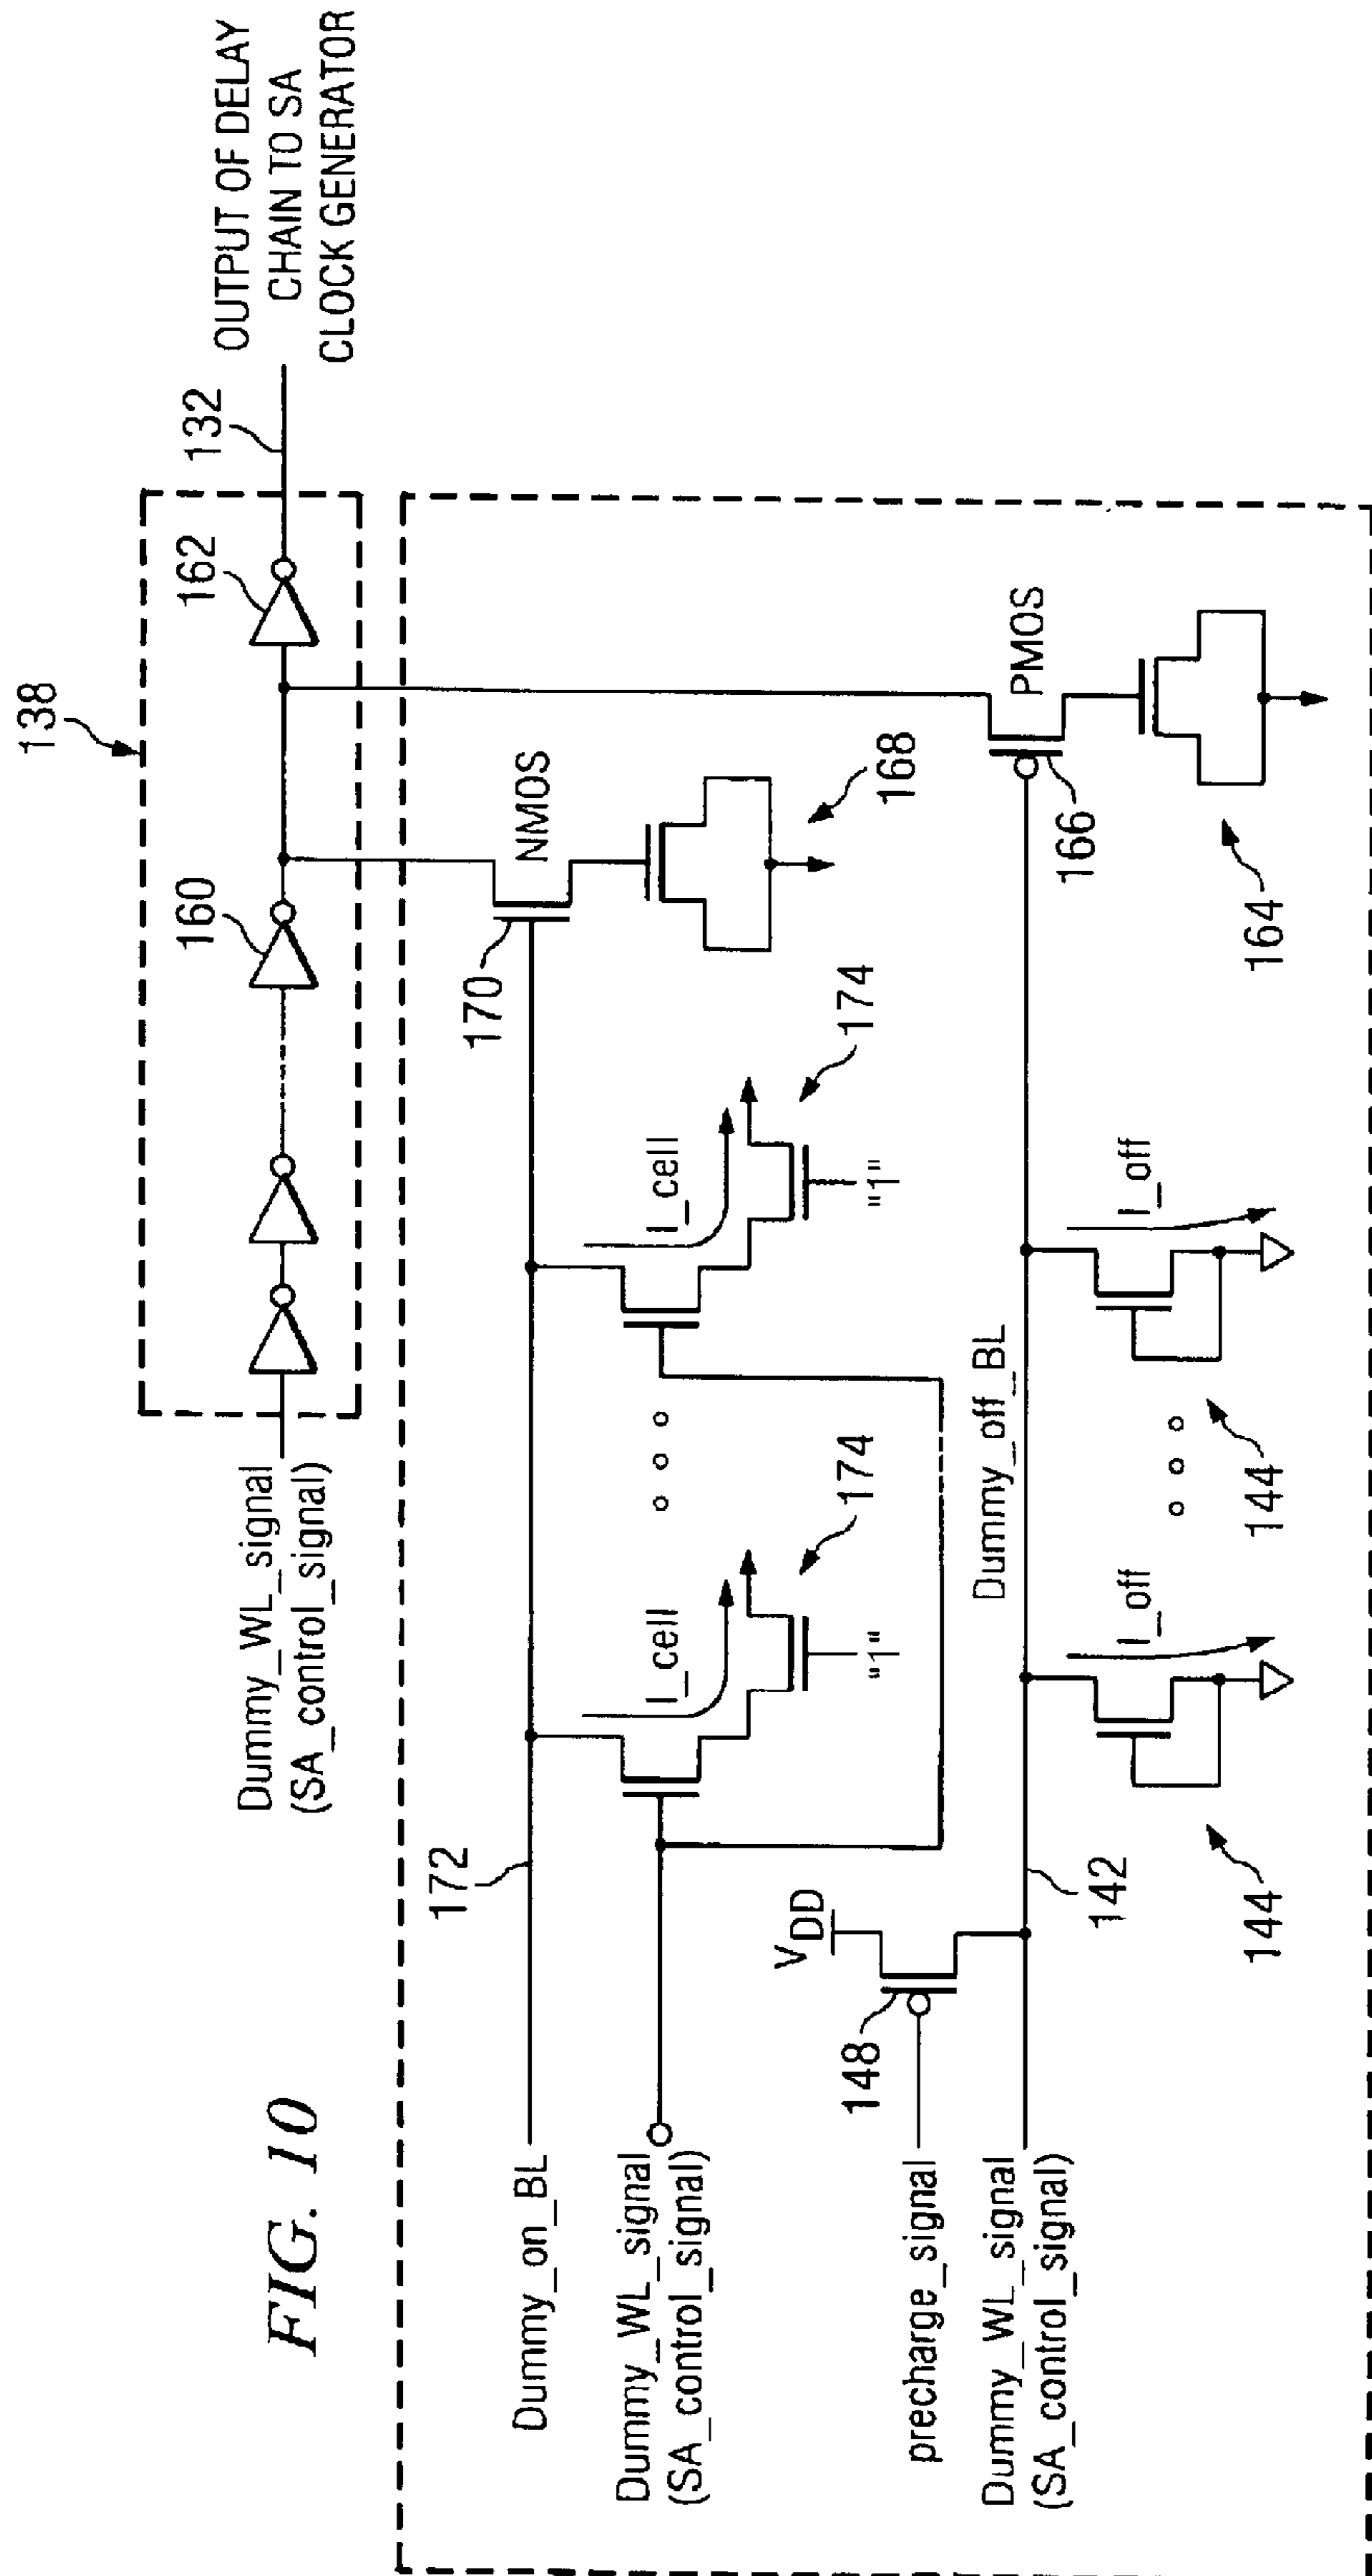 FIG. 10
138
160
162
132
OUTPUT OF DELAY
CHAIN TO SA
CLOCK GENERATOR
Dummy_WL_signal
(SA_control_signal)
Dummy_on_BL
172
170
NMOS
168
I_cell
174
"1"
I_cell
174
"1"
Dummy_WL_signal
(SA_control_signal)
precharge_signal
148
VDD
Dummy_WL_signal
(SA_control_signal)
142
Dummy_off_BL
I_off
144
I_off
144
166
PMOS
164